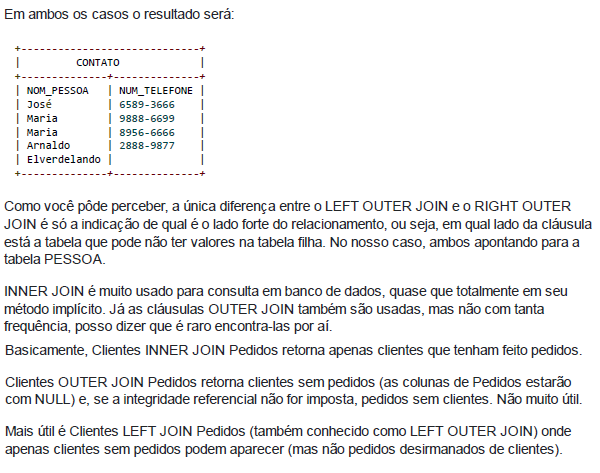 Em ambos os casos o resultado será:
+----------------------------+
|         CONTATO            |
+--------------+-------------+
| NOM_PESSOA   | NUM_TELEFONE |
| José         | 6589-3666    |
| Maria        | 9888-6699    |
| Maria        | 8956-6666    |
| Arnaldo      | 2888-9877    |
| Elverdelando |              |
+--------------+-------------+
Como você pôde perceber, a única diferença entre o LEFT OUTER JOIN e o RIGHT OUTER
JOIN é só a indicação de qual é o lado forte do relacionamento, ou seja, em qual lado da cláusula
está a tabela que pode não ter valores na tabela filha. No nosso caso, ambos apontando para a
tabela PESSOA.
INNER JOIN é muito usado para consulta em banco de dados, quase que totalmente em seu
método implícito. Já as cláusulas OUTER JOIN também são usadas, mas não com tanta
frequência, posso dizer que é raro encontra-las por aí.
Basicamente, Clientes INNER JOIN Pedidos retorna apenas clientes que tenham feito pedidos.
Clientes OUTER JOIN Pedidos retorna clientes sem pedidos (as colunas de Pedidos estarão
com NULL) e, se a integridade referencial não for imposta, pedidos sem clientes. Não muito útil.
Mais útil é Clientes LEFT JOIN Pedidos (também conhecido como LEFT OUTER JOIN) onde
apenas clientes sem pedidos podem aparecer (mas não pedidos desirmanados de clientes).